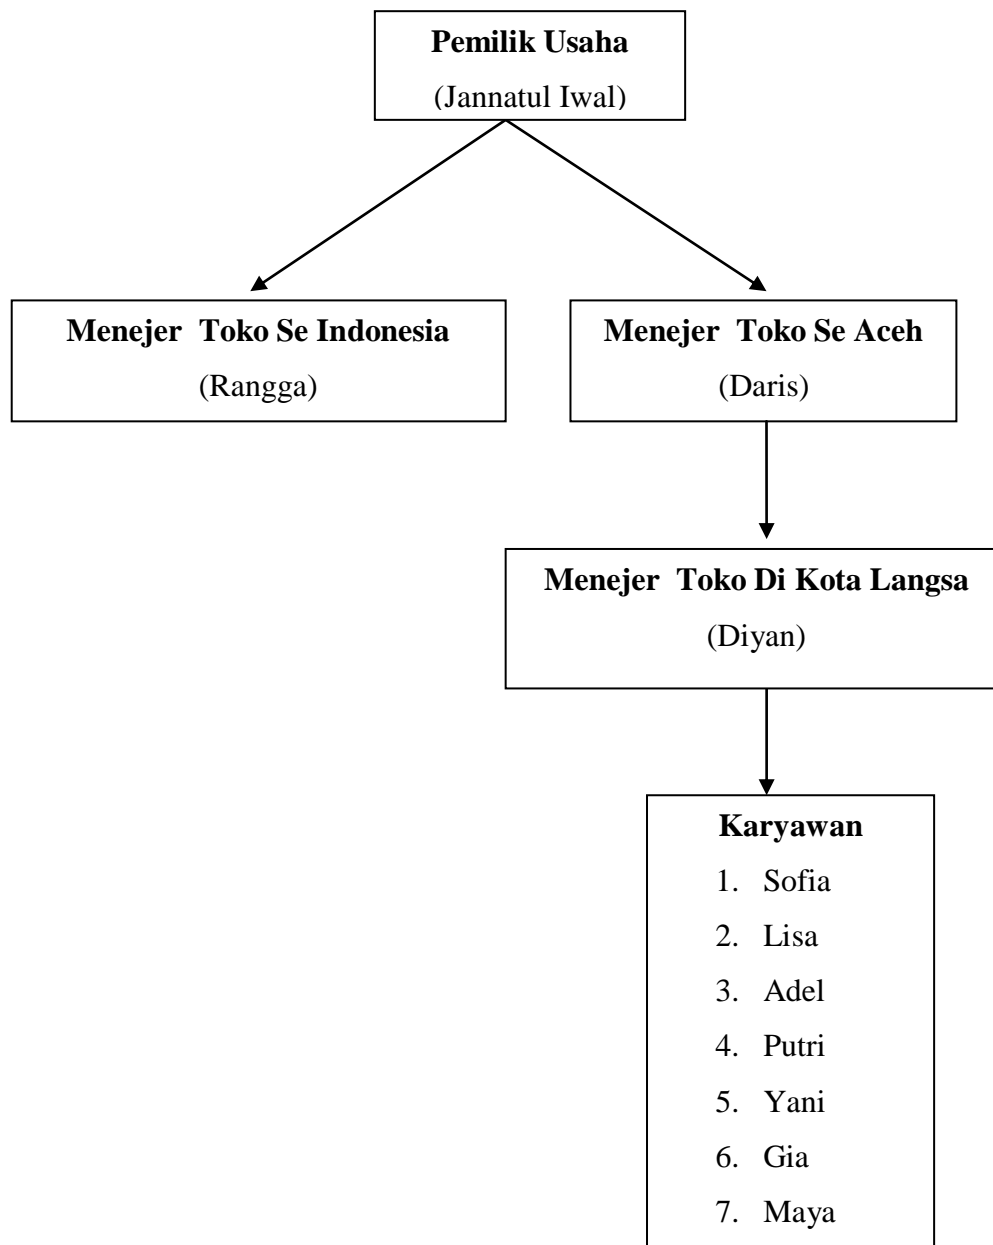 Pemilik Usaha
(Jannatul Iwal)
Menejer  Toko Se Indonesia
(Rangga)
Menejer  Toko Se Aceh
(Daris)
Menejer  Toko Di Kota Langsa
(Diyan)
Karyawan
1. Sofia
2. Lisa
3. Adel
4. Putri
5. Yani
6. Gia
7. Maya